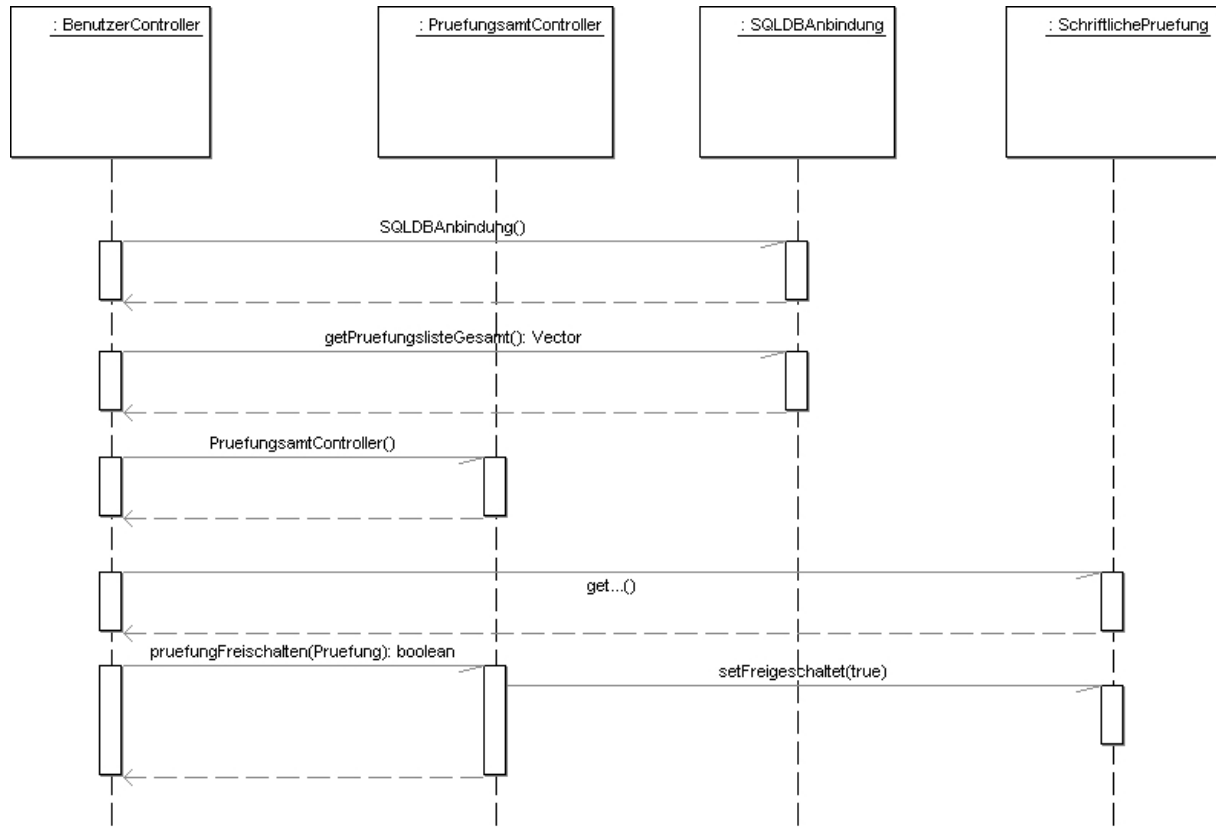 : BenutzerController
: PruefungsamtController
: SQLDBAnbindung
: SchriftlichePruefung
SQLDBAnbindung()
getPruefungslisteGesamt(): Vector
PruefungsamtController()
get...()
pruefungFreischalten(Pruefung): boolean
setFreigeschaltet(true)